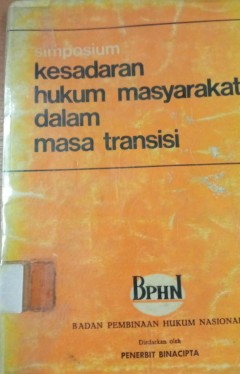 simposium
kesadaran
hukum masyarakat
dalam
masa transisi
BPHN
BADAN PEMBINAAN HUKUM NASIONAL
Diedarkan oleh
PENERBIT BINACIPTA